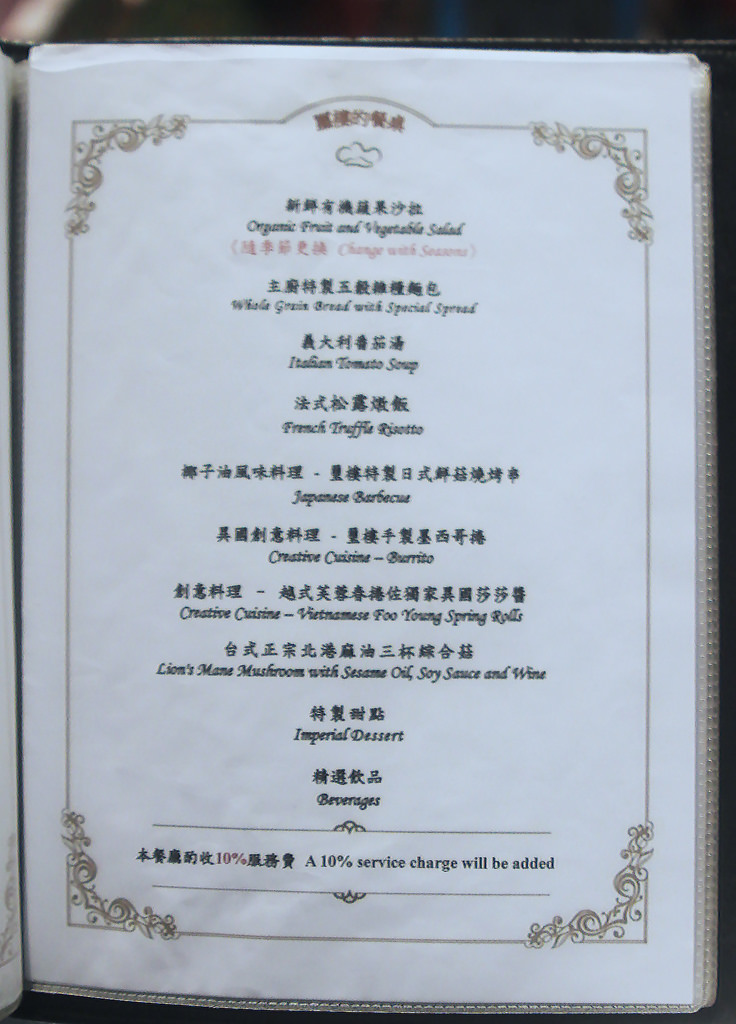 璽樓的餐桌
新鮮有機蔬果沙拉
Organic Fruit and Vegetable Salad
(隨季節更換 Change with Seasons)
主廚特製五穀雜糧麵包
Whole Grain Bread with Special Spread
義大利番茄湯
Italian Tomato Soup
法式松露燉飯
French Truffle Risotto
椰子油風味料理 - 璽樓特製日式鮮菇燒烤串
Japanese Barbecue
異國創意料理 - 璽樓手製墨西哥捲
Creative Cuisine – Burrito
創意料理 － 越式芙蓉春捲佐獨家異國莎莎醬
Creative Cuisine – Vietnamese Foo Young Spring Rolls
台式正宗北港麻油三杯綜合菇
Lion's Mane Mushroom with Sesame Oil, Soy Sauce and Wine
特製甜點
Imperial Dessert
精選飲品
Beverages
本餐廳酌收10%服務費 A 10% service charge will be added